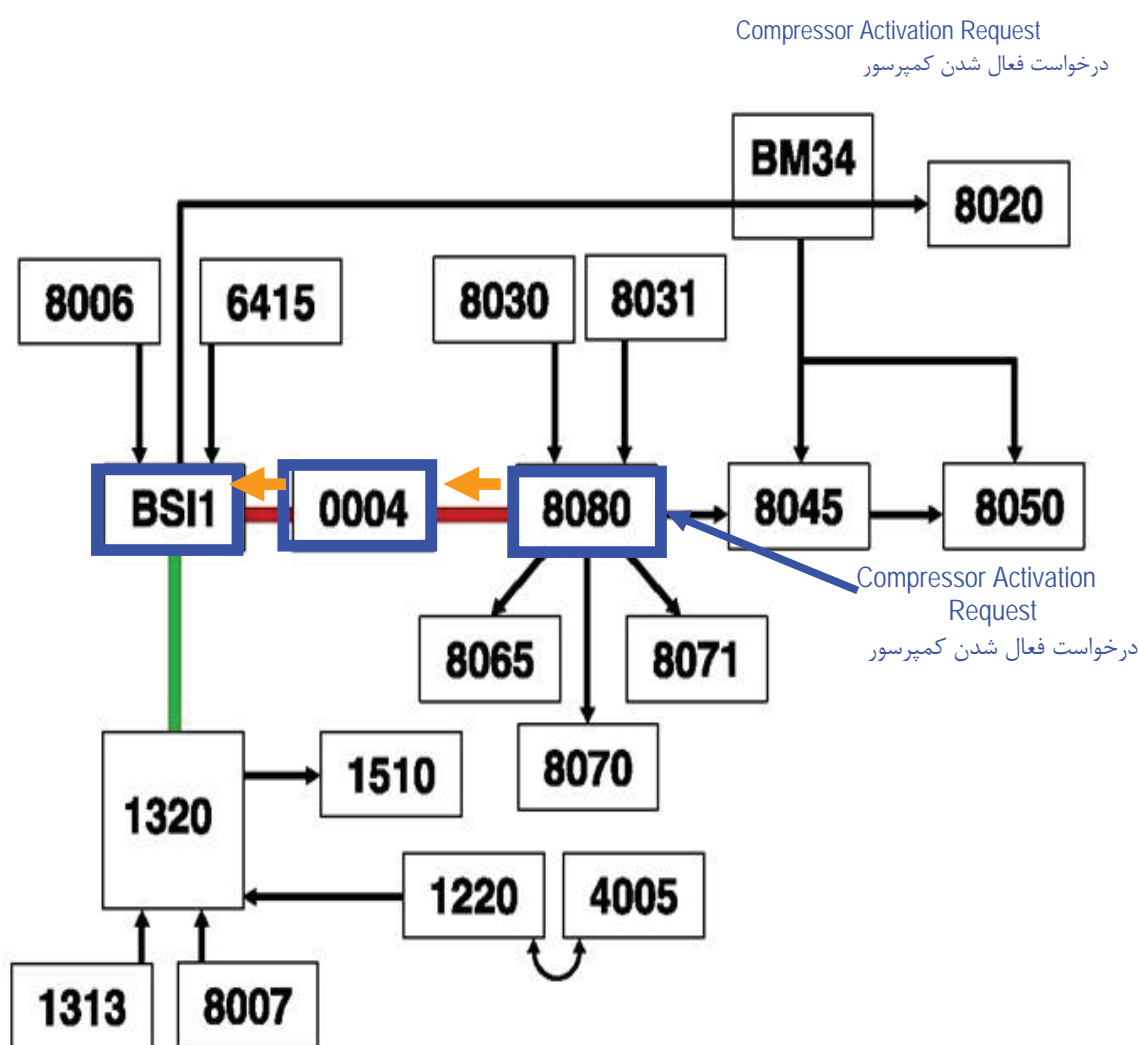 Compressor Activation Request
درخواست فعال شدن کمپرسور
BM34
8020
8006
6415
8030
8031
BSI1
0004
8080
8045
8050
Compressor Activation
Request
درخواست فعال شدن کمپرسور
8065
8071
8070
1320
1510
1220
4005
1313
8007